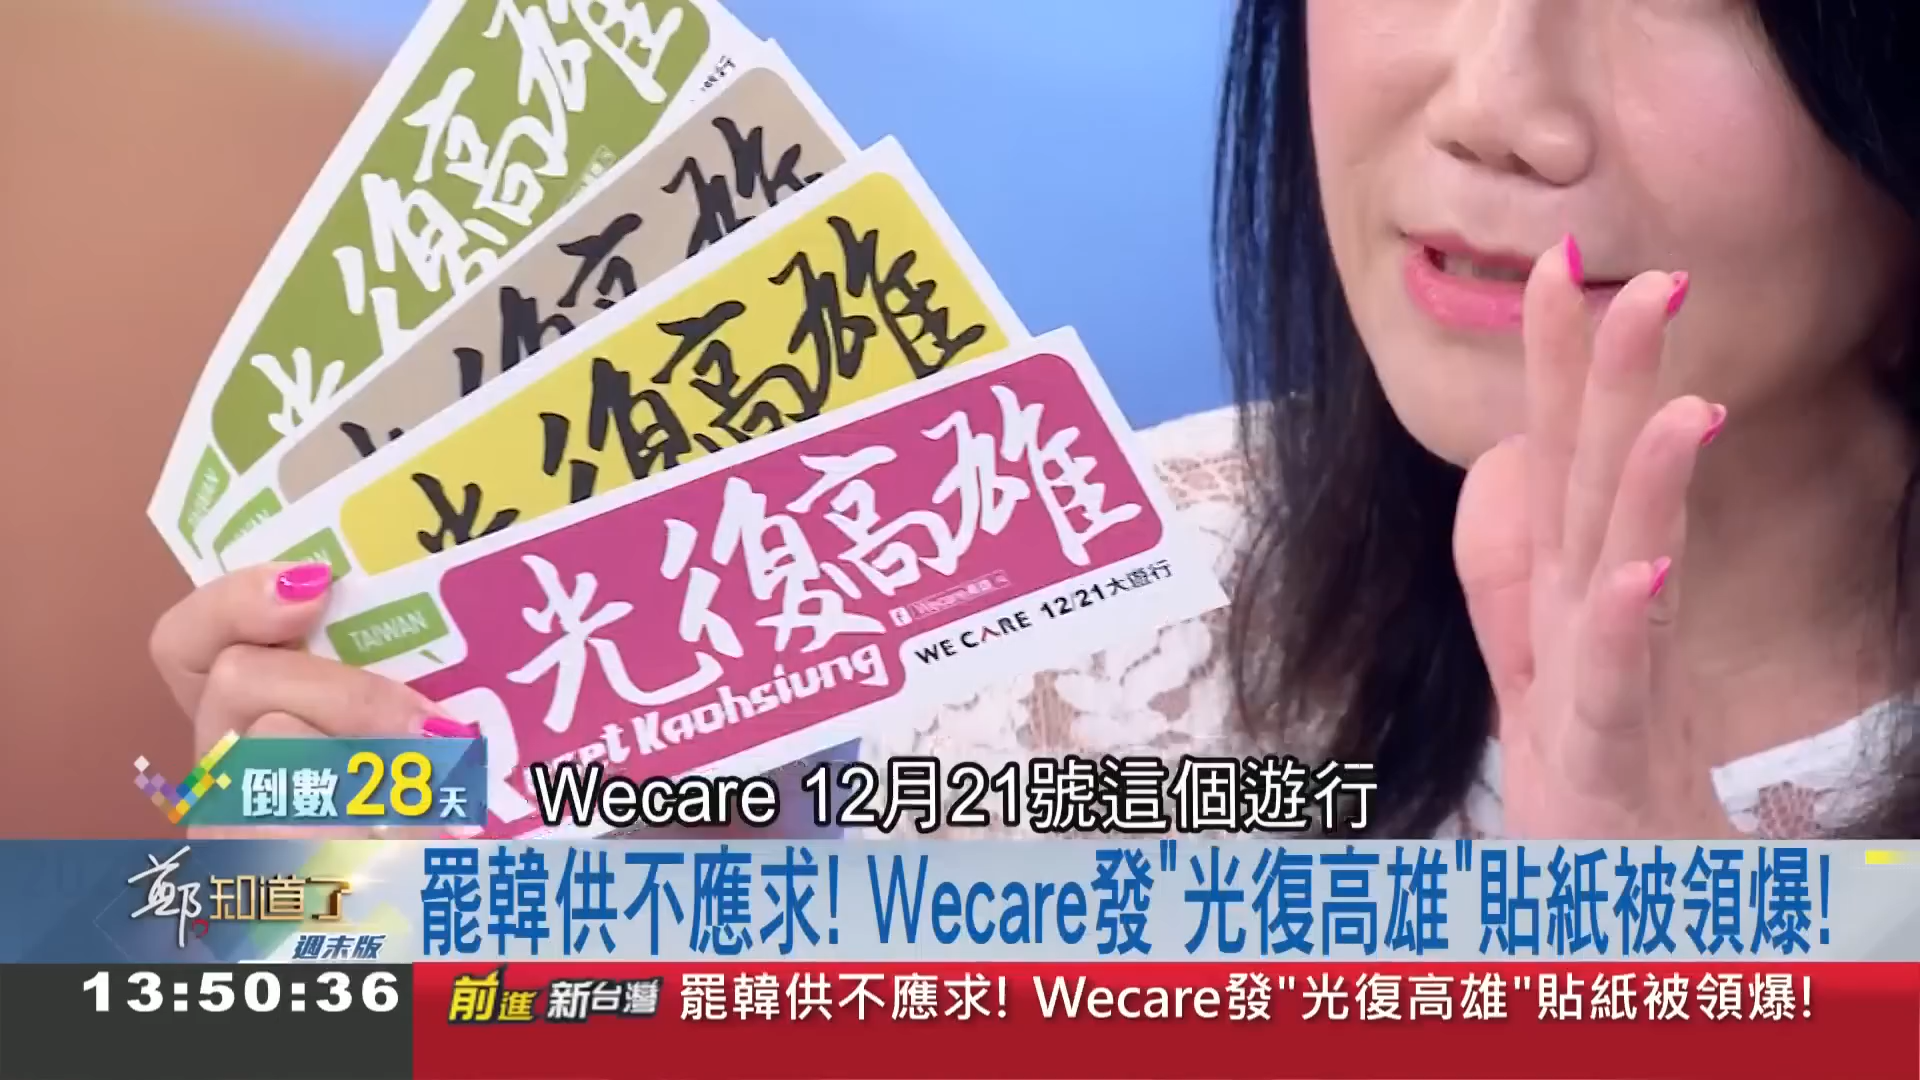 光復高雄
光復高雄
光復高雄
TAIWAN
光復高雄
Kaohsiung
WE CARE 12/21大遊行
倒數28天
Wecare 12月21號這個遊行
鄭知道了
週末版
罷韓供不應求! Wecare發"光復高雄"貼紙被領爆!
13:50:36
前進新台灣
罷韓供不應求! Wecare發"光復高雄"貼紙被領爆!